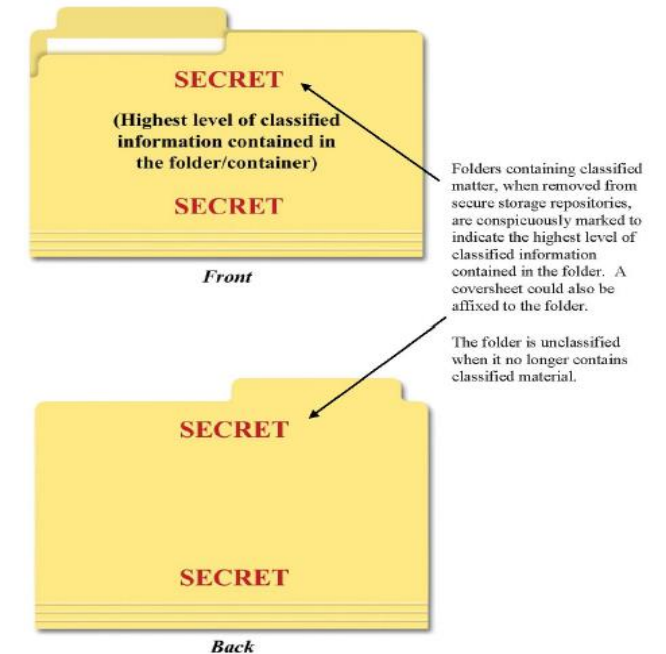 SECRET
(Highest level of classified
information contained in
the folder/container)
SECRET
Front
Folders containing classified
matter, when removed from
secure storage repositories,
are conspicuously marked to
indicate the highest level of
classified information
contained in the folder. A
coversheet could also be
affixed to the folder.
The folder is unclassified
when it no longer contains
classified material.
SECRET
SECRET
Back